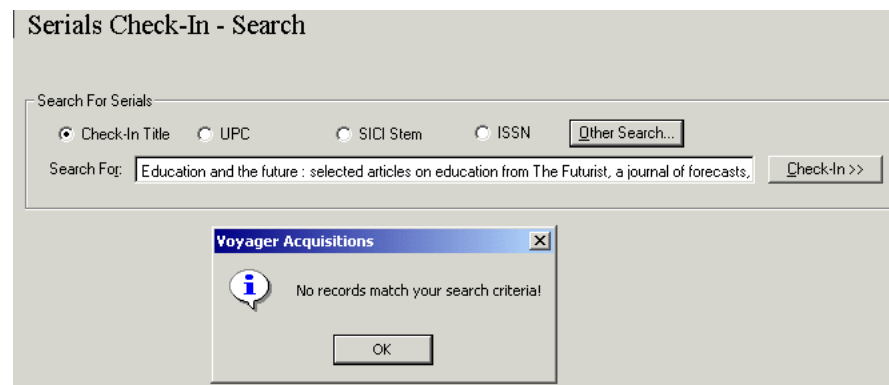 Serials Check-In - Search
Search For Serials
Check-In Title UPC SICI Stem ISSN Other Search...
Search For: Education and the future : selected articles on education from The Futurist, a journal of forecasts, Check-In >>
Voyager Acquisitions
No records match your search criteria!
OK